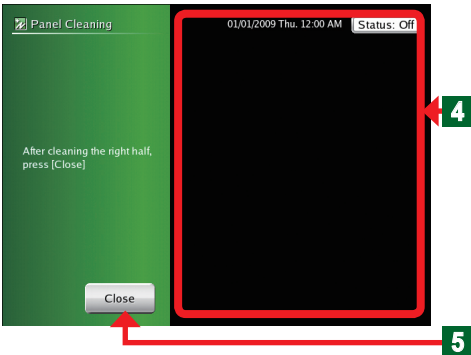 Panel Cleaning
01/01/2009 Thu. 12:00 AM
Status: Off
4
After cleaning the right half,
press [Close]
Close
5